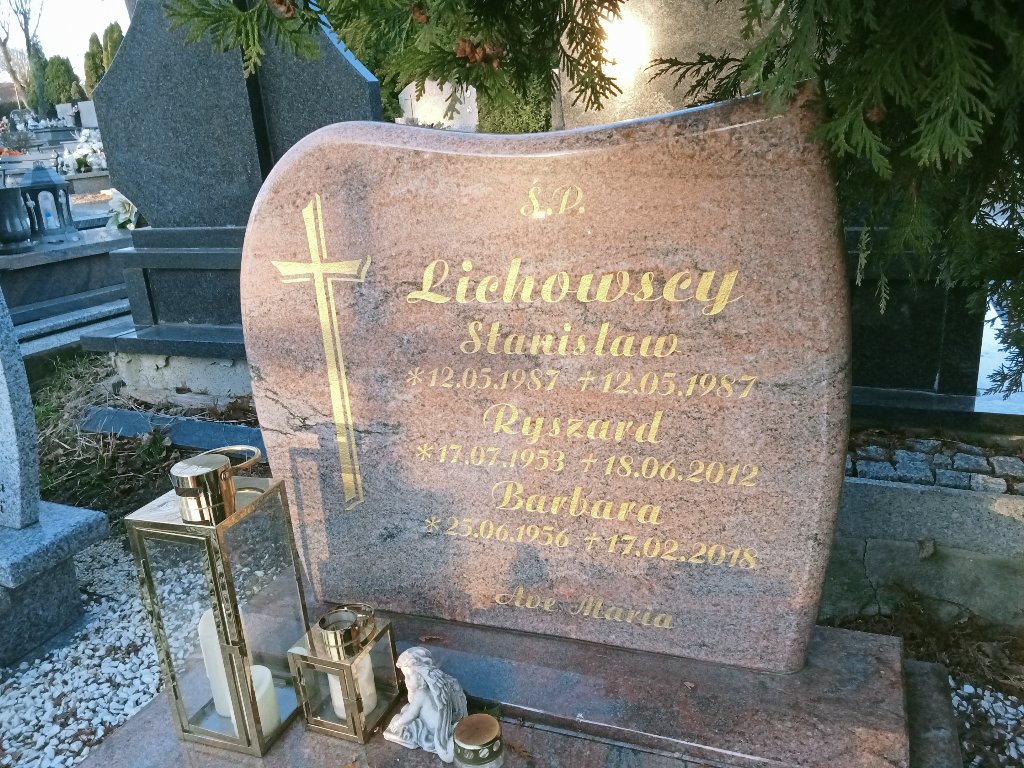 Ś.P.
Lichowscy
Stanisław
*12.05.1987 +12.05.1987
Ryszard
*17.07.1953 +18.06.2012
Barbara
*25.06.1956 +17.02.2018
Ave Maria